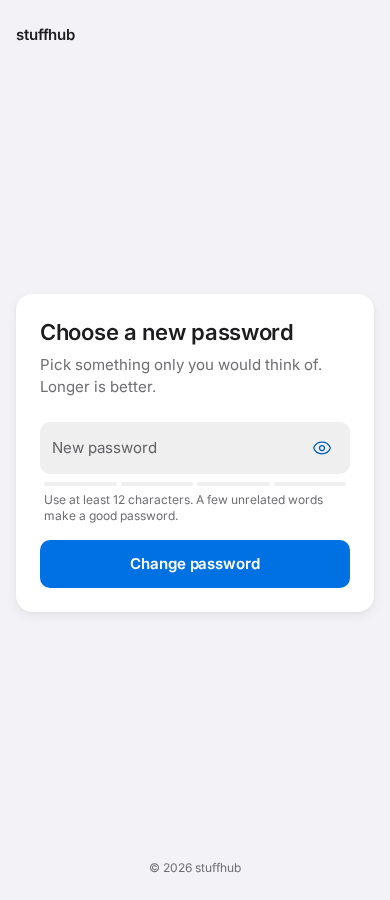 stuffhub
Choose a new password
Pick something only you would think of.
Longer is better.
New password
Use at least 12 characters. A few unrelated words
make a good password.
Change password
© 2026 stuffhub